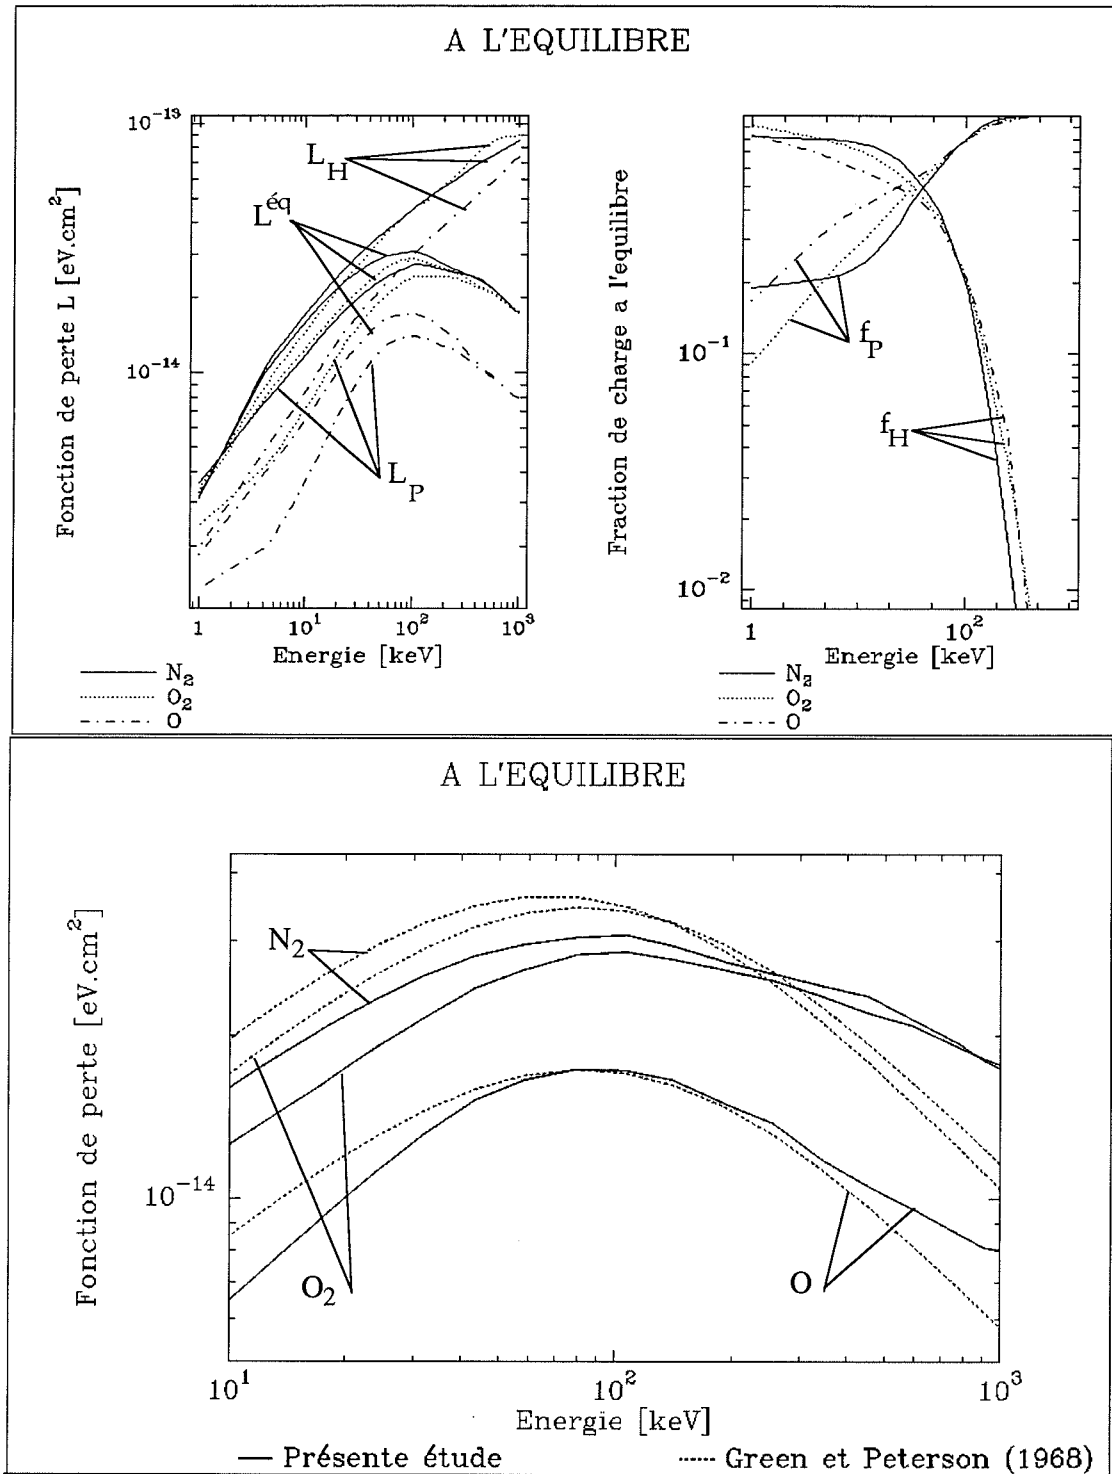 A L'EQUILIBRE
Fonction de perte L [eV.cm²]
10⁻¹³
10⁻¹⁴
L_H
L^éq
L_P
1
10¹
10²
10³
Energie [keV]
N₂
O₂
O
Fraction de charge a l'equilibre
10⁻¹
10⁻²
f_P
f_H
1
10²
Energie [keV]
N₂
O₂
O
A L'EQUILIBRE
Fonction de perte [eV.cm²]
10⁻¹⁴
N₂
O₂
O
10¹
10²
10³
Energie [keV]
Présente étude
Green et Peterson (1968)